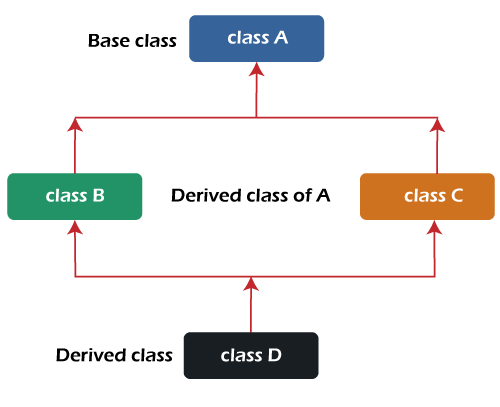 Base class
class A
class B
Derived class of A
class C
Derived class
class D